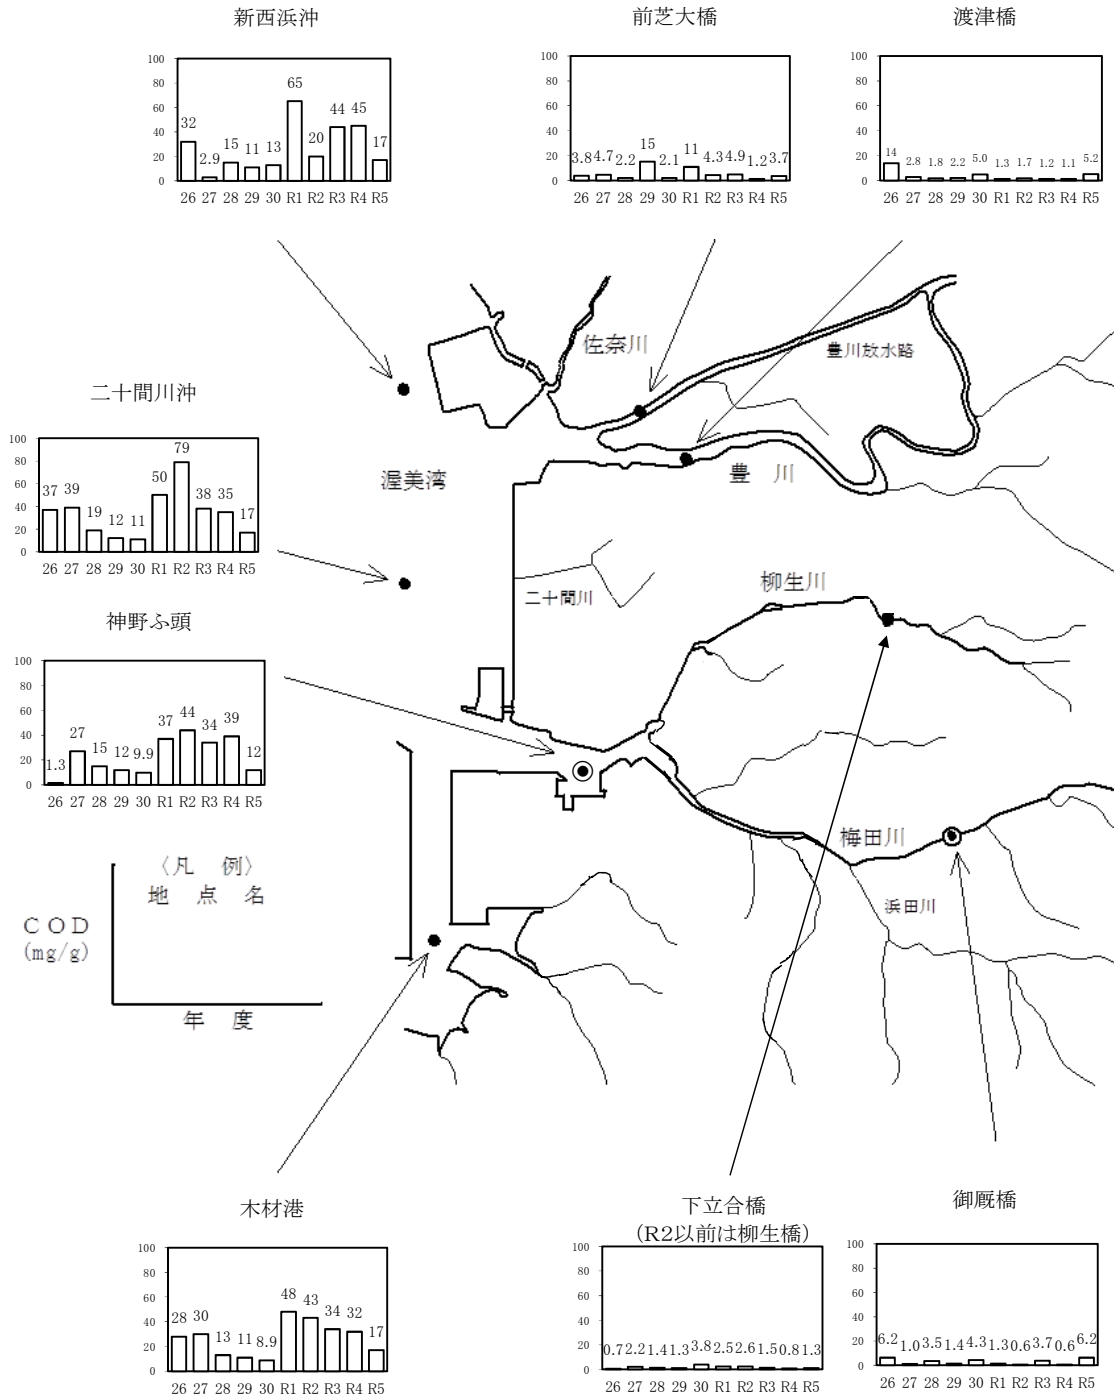 新西浜沖
100
80
60
40
20
0
32 2.9 15 11 13 65 20 44 45 17
26 27 28 29 30 R1 R2 R3 R4 R5
前芝大橋
100
80
60
40
20
0
3.8 4.7 2.2 15 2.1 11 4.3 4.9 1.2 3.7
26 27 28 29 30 R1 R2 R3 R4 R5
渡津橋
100
80
60
40
20
0
14 2.8 1.8 2.2 5.0 1.3 1.7 1.2 1.1 5.2
26 27 28 29 30 R1 R2 R3 R4 R5
佐奈川
豊川放水路
二十間川沖
100
80
60
40
20
0
37 39 19 12 11 50 79 38 35 17
26 27 28 29 30 R1 R2 R3 R4 R5
渥美湾
豊 川
二十間川
柳生川
神野ふ頭
100
80
60
40
20
0
1.3 27 15 12 9.9 37 44 34 39 12
26 27 28 29 30 R1 R2 R3 R4 R5
梅田川
浜田川
〈凡 例〉
地 点 名
COD
(mg/g)
年 度
木材港
100
80
60
40
20
0
28 30 13 11 8.9 48 43 34 32 17
26 27 28 29 30 R1 R2 R3 R4 R5
下立合橋
(R2以前は柳生橋)
100
80
60
40
20
0
0.7 2.2 1.4 1.3 3.8 2.5 2.6 1.5 0.8 1.3
26 27 28 29 30 R1 R2 R3 R4 R5
御厩橋
100
80
60
40
20
0
6.2 1.0 3.5 1.4 4.3 1.3 0.6 3.7 0.6 6.2
26 27 28 29 30 R1 R2 R3 R4 R5